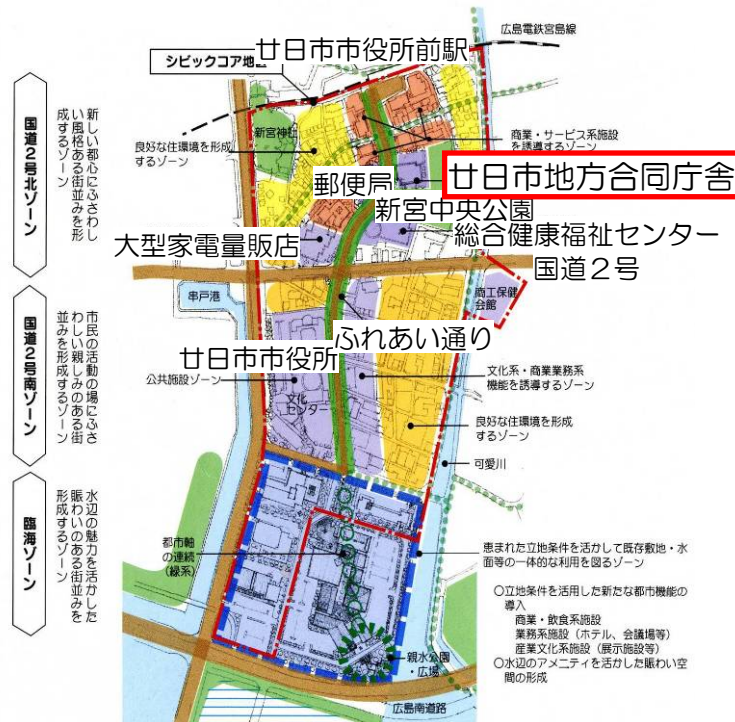 広島電鉄宮島線
廿日市市役所前駅
シビックコア地
新宮神社
良好な住環境を形成
するゾーン
商業・サービス系施設
を誘導するゾーン
郵便局
廿日市地方合同庁舎
新宮中央公園
大型家電量販店
総合健康福祉センター
国道2号
串戸港
商工保健
会館
ふれあい通り
廿日市市役所
公共施設ゾーン
文化
センター
文化系・商業業務系
機能を誘導するゾーン
良好な住環境を形成
するゾーン
可愛川
都市軸
の連続
(緑系)
恵まれた立地条件を活かして既存敷地・水
面等の一体的な利用を図るゾーン
○立地条件を活用した新たな都市機能の
導入
商業・飲食系施設
業務系施設(ホテル、会議場等)
産業文化系施設(展示施設等)
○水辺のアメニティを活かした賑わい空
間の形成
親水公園
・広場
広島南道路
国道2号北ゾーン
新しい都心にふさわし
い風格ある街並みを形
成するゾーン
国道2号南ゾーン
市民の活動の場にふさ
わしい親しみのある街
並みを形成するゾーン
臨海ゾーン
水辺の魅力を活かした
賑わいのある街並みを
形成するゾーン